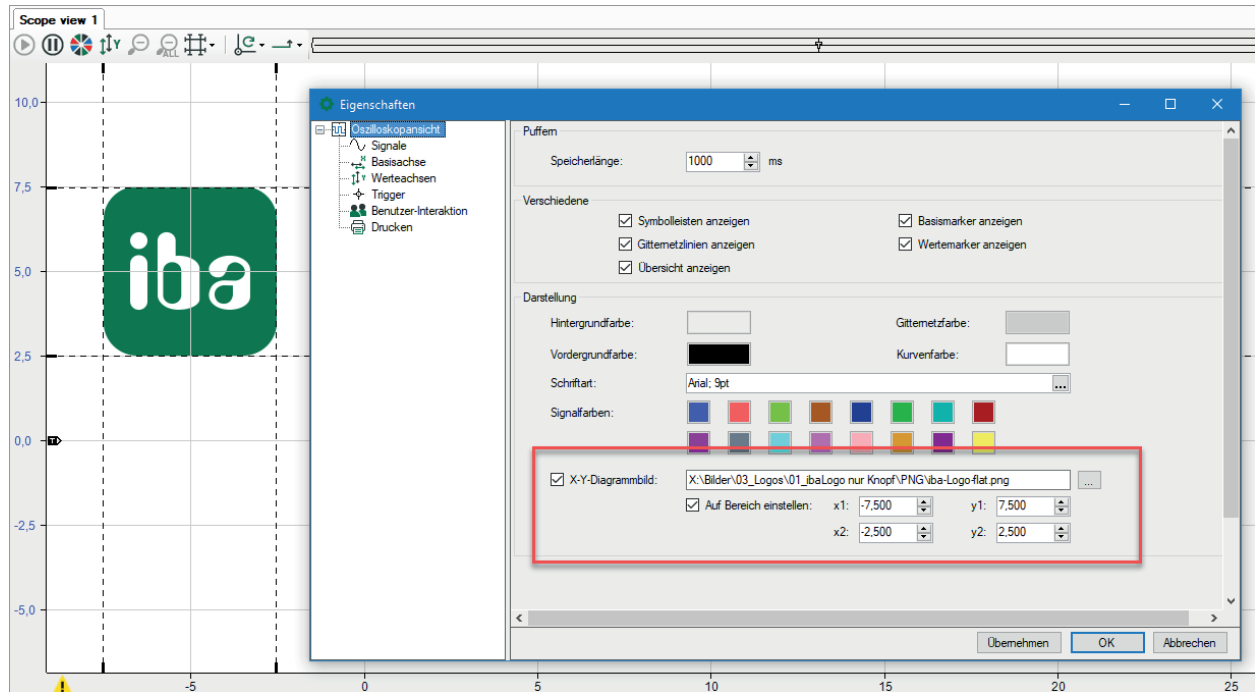 Scope view 1
ALL
Eigenschaften
Oszilloskopansicht
Signale
Basisachse
Werteachsen
Trigger
Benutzer-Interaktion
Drucken
Puffern
Speicherlänge: 1000 ms
Verschiedene
Symbolleisten anzeigen Basismarker anzeigen
Gitternetzlinien anzeigen Wertemarker anzeigen
Übersicht anzeigen
Darstellung
Hintergrundfarbe: Gitternetzfarbe:
Vordergrundfarbe: Kurvenfarbe:
Schriftart: Arial; 9pt ...
Signalfarben:
X-Y-Diagrammbild: X:\Bilder\03_Logos\01_ibaLogo nur Knopf\PNG\iba-Logo-flat.png ...
Auf Bereich einstellen: x1: -7,500 y1: 7,500
x2: -2,500 y2: 2,500
Übernehmen OK Abbrechen
10,0
7,5
iba
5,0
2,5
0,0
T
-2,5
-5,0
-5 0 5 10 15 20 25